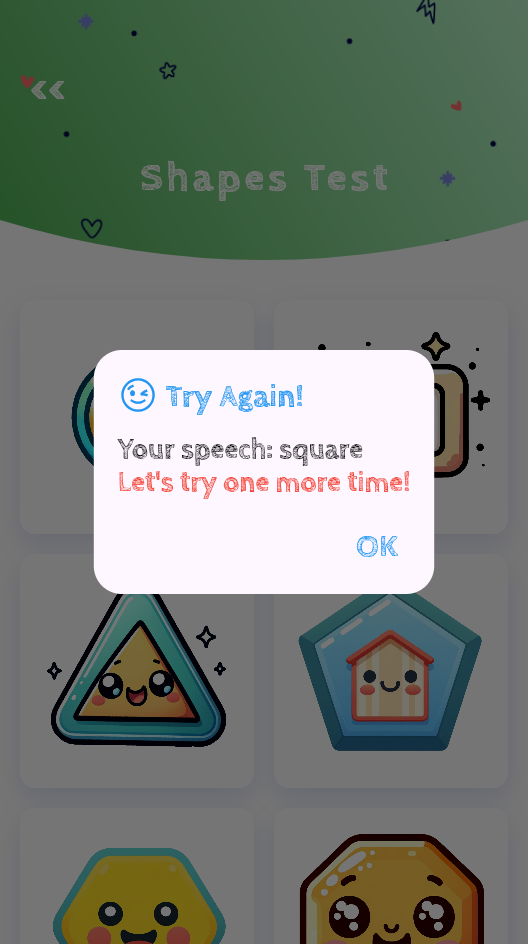 Shapes Test
Try Again!
Your speech: square
Let's try one more time!
OK